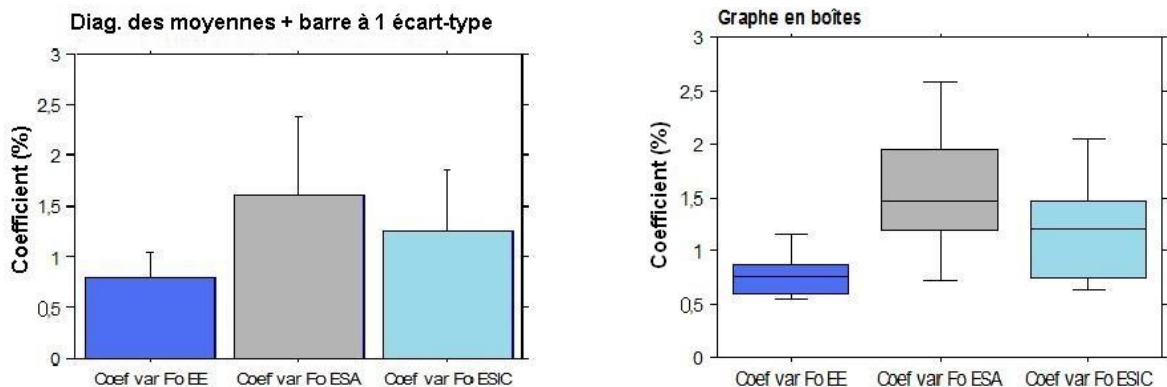 Diag. des moyennes + barre à 1 écart-type
Coefficient (%)
3
2,5
2
1,5
1
0,5
0
Coef var Fo EE
Coef var Fo ESA
Coef var Fo ESIC
Graphe en boîtes
Coefficient (%)
3
2,5
2
1,5
1
0,5
0
Coef var Fo EE
Coef var Fo ESA
Coef var Fo ESIC